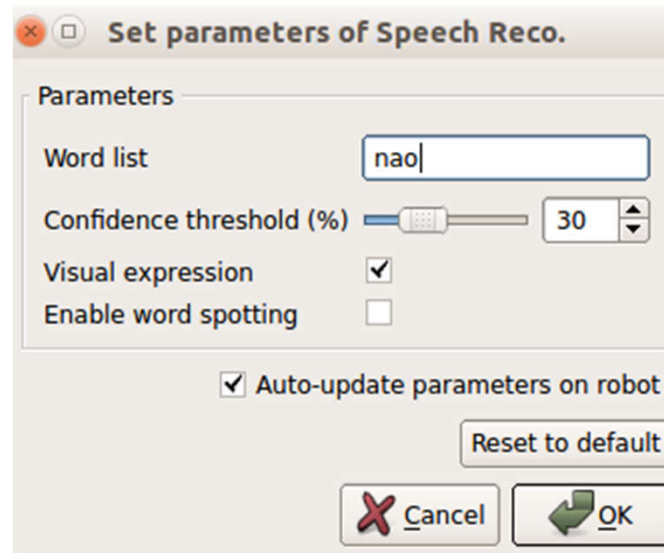 Set parameters of Speech Reco.
Parameters
Word list nao
Confidence threshold (%) 30
Visual expression
Enable word spotting
Auto-update parameters on robot
Reset to default
Cancel OK